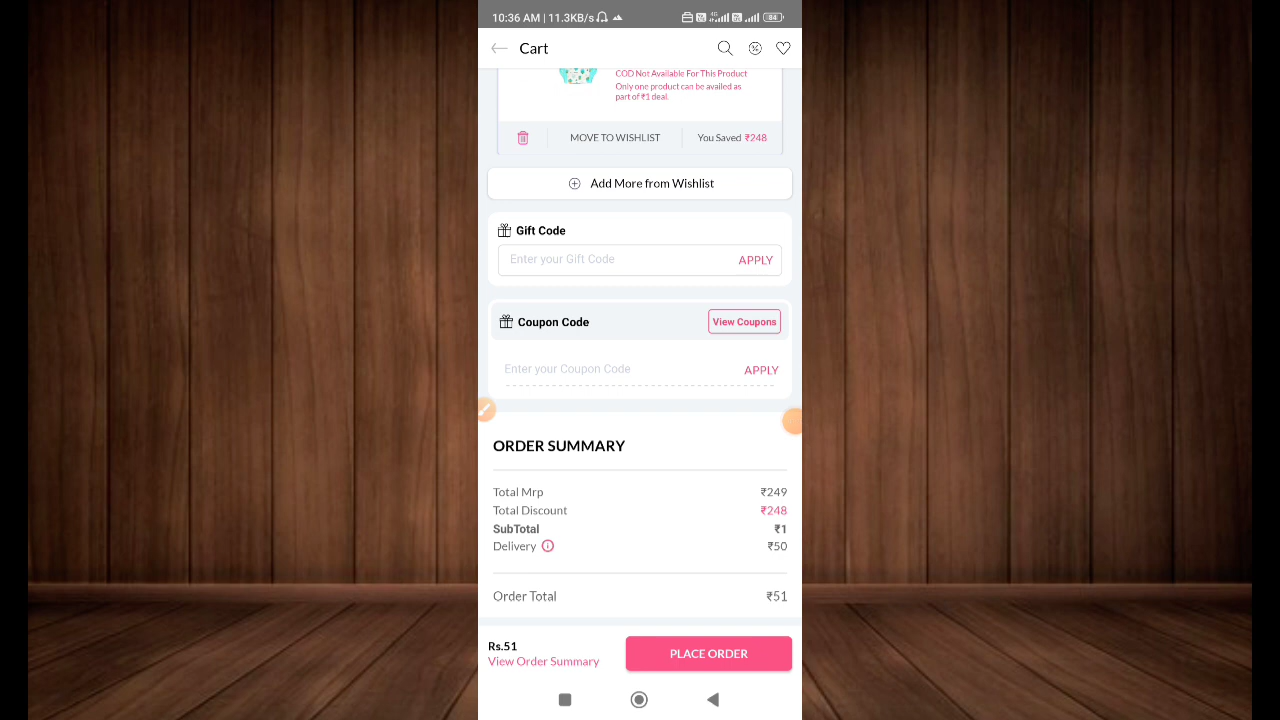 10:36 AM | 11.3KB/s
4G
84
Cart
COD Not Available For This Product
Only one product can be availed as
part of ₹1 deal.
MOVE TO WISHLIST
You Saved ₹248
Add More from Wishlist
Gift Code
Enter your Gift Code
APPLY
Coupon Code
View Coupons
Enter your Coupon Code
APPLY
ORDER SUMMARY
Total Mrp ₹249
Total Discount ₹248
SubTotal ₹1
Delivery ₹50
Order Total ₹51
Rs.51
View Order Summary
PLACE ORDER